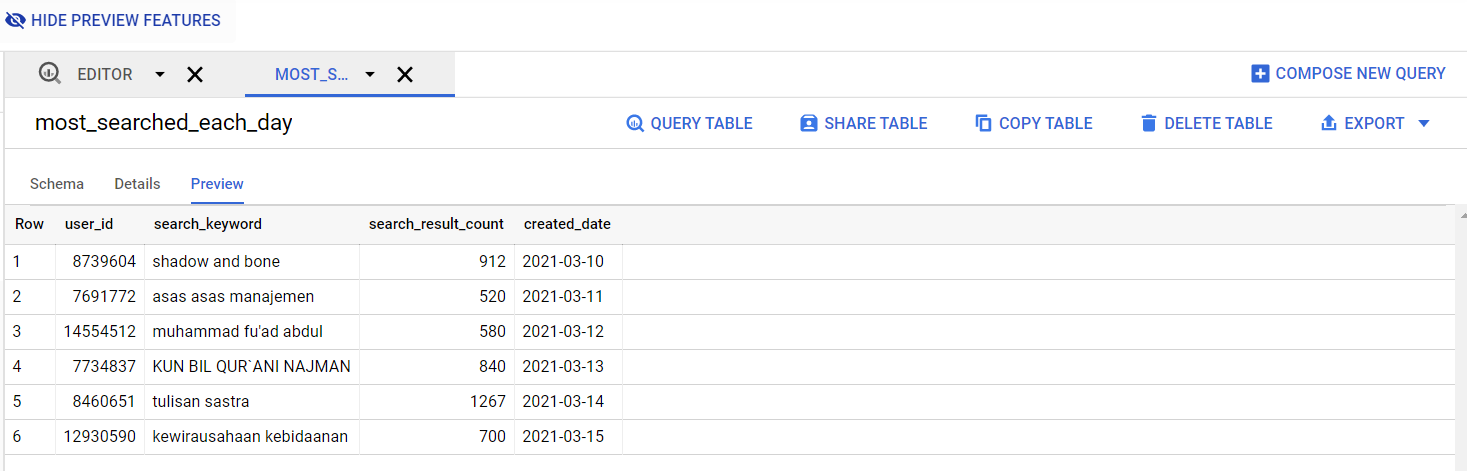 HIDE PREVIEW FEATURES
EDITOR MOST_S... COMPOSE NEW QUERY
most_searched_each_day QUERY TABLE SHARE TABLE COPY TABLE DELETE TABLE EXPORT
Schema Details Preview
Row user_id search_keyword search_result_count created_date
1 8739604 shadow and bone 912 2021-03-10
2 7691772 asas asas manajemen 520 2021-03-11
3 14554512 muhammad fu'ad abdul 580 2021-03-12
4 7734837 KUN BIL QUR`ANI NAJMAN 840 2021-03-13
5 8460651 tulisan sastra 1267 2021-03-14
6 12930590 kewirausahaan kebidaanan 700 2021-03-15